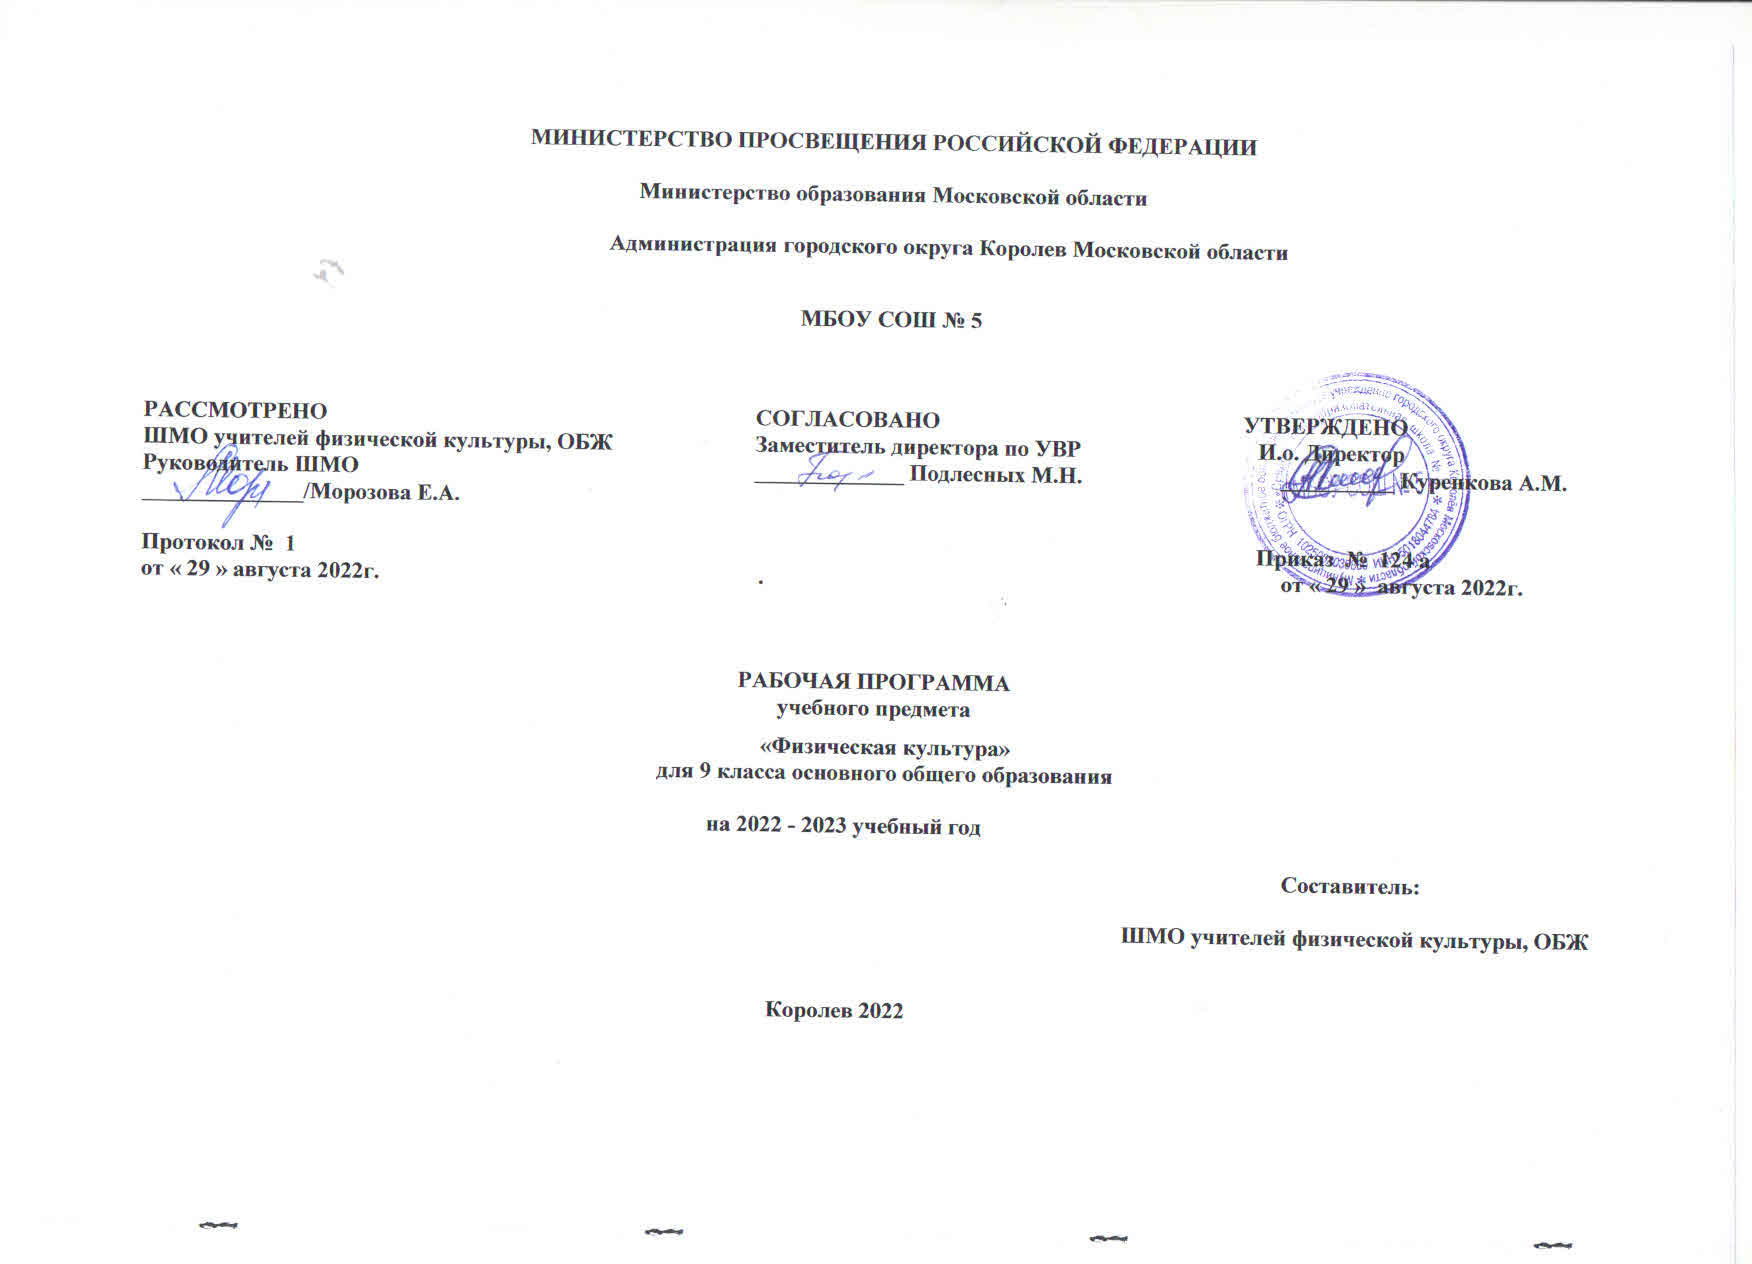 МИНИСТЕРСТВО ПРОСВЕЩЕНИЯ РОССИЙСКОЙ ФЕДЕРАЦИИ
Министерство образования Московской области
Администрация городского округа Королев Московской области
МБОУ СОШ № 5
РАССМОТРЕНО
ШМО учителей физической культуры, ОБЖ
Руководитель ШМО
/Морозова Е.А.
Протокол № 1
от « 29 » августа 2022г.
СОГЛАСОВАНО
Заместитель директора по УВР
Подлесных М.Н.
УТВЕРЖДЕНО
И.о. Директор
Куренкова А.М.
Приказ № 124 а
от « 29 » августа 2022г.
РАБОЧАЯ ПРОГРАММА
учебного предмета
«Физическая культура»
для 9 класса основного общего образования
на 2022 - 2023 учебный год
Составитель:
ШМО учителей физической культуры, ОБЖ
Королев 2022